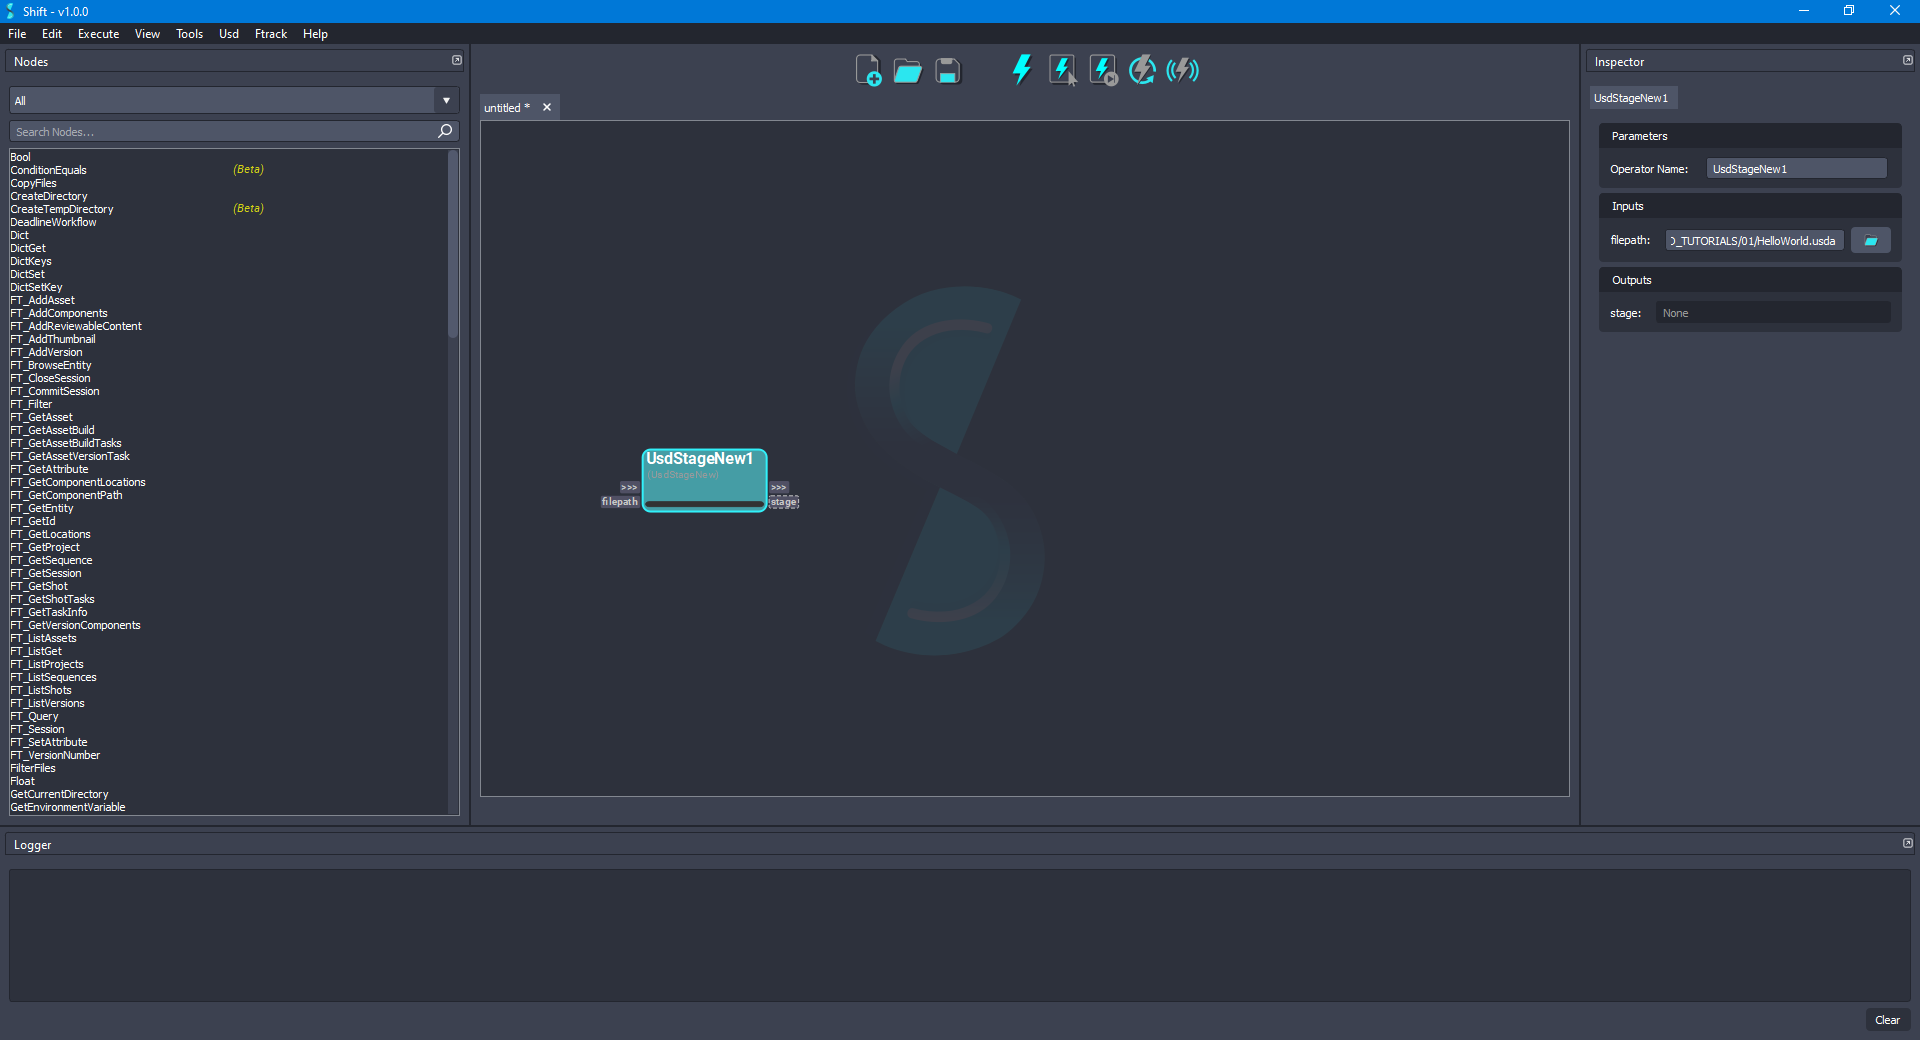 Shift - v1.0.0
File Edit Execute View Tools Usd Ftrack Help
Nodes
All
Search Nodes...
Bool
ConditionEquals (Beta)
CopyFiles
CreateDirectory
CreateTempDirectory (Beta)
DeadlineWorkflow
Dict
DictGet
DictKeys
DictSet
DictSetKey
FT_AddAsset
FT_AddComponents
FT_AddReviewableContent
FT_AddThumbnail
FT_AddVersion
FT_BrowseEntity
FT_CloseSession
FT_CommitSession
FT_Filter
FT_GetAsset
FT_GetAssetBuild
FT_GetAssetBuildTasks
FT_GetAssetVersionTask
FT_GetAttribute
FT_GetComponentLocations
FT_GetComponentPath
FT_GetEntity
FT_GetId
FT_GetLocations
FT_GetProject
FT_GetSequence
FT_GetSession
FT_GetShot
FT_GetShotTasks
FT_GetTaskInfo
FT_GetVersionComponents
FT_ListAssets
FT_ListGet
FT_ListProjects
FT_ListSequences
FT_ListShots
FT_ListVersions
FT_Query
FT_Session
FT_SetAttribute
FT_VersionNumber
FilterFiles
Float
GetCurrentDirectory
GetEnvironmentVariable
untitled *
UsdStageNew1
(UsdStageNew)
>>> >>>
filepath stage
Inspector
UsdStageNew1
Parameters
Operator Name: UsdStageNew1
Inputs
filepath: D_TUTORIALS/01/HelloWorld.usda
Outputs
stage: None
Logger
Clear